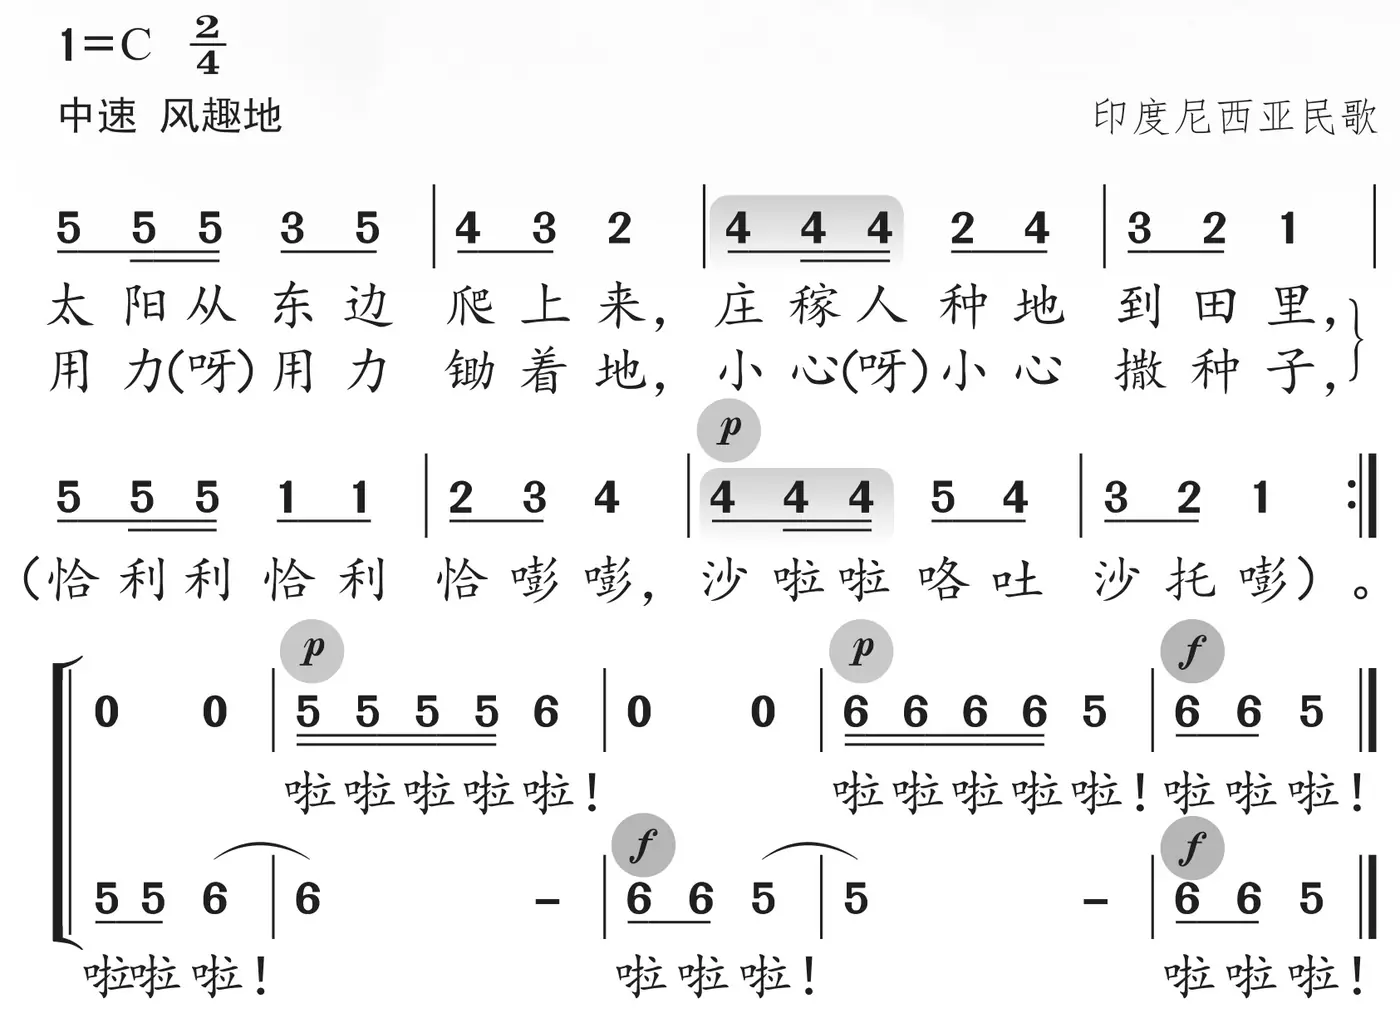 1=C 2/4
中速 风趣地
印度尼西亚民歌
5 5 5 3 5 | 4 3 2 | 4 4 4 2 4 | 3 2 1 |
太阳从东边 爬上来，庄稼人种地 到田里，
用力(呀)用力 锄着地，小心(呀)小心 撒种子，
p
5 5 5 1 1 | 2 3 4 | 4 4 4 5 4 | 3 2 1 :‖
（恰利利恰利 恰嘭嘭，沙啦啦咯吐 沙托嘭）。
p p f
0 0 | 5 5 5 5 6 | 0 0 | 6 6 6 6 5 | 6 6 5 ‖
啦啦啦啦啦！ 啦啦啦啦啦！啦啦啦！
f f
5 5 6 | 6 - | 6 6 5 | 5 - | 6 6 5 ‖
啦啦啦！ 啦啦啦！ 啦啦啦！